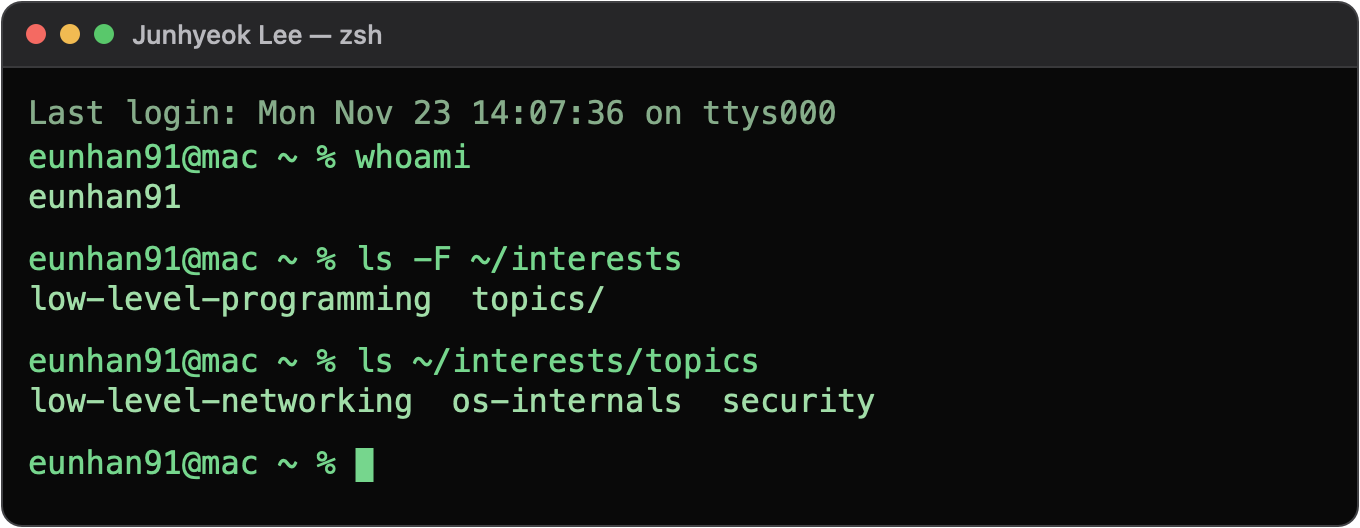 Junhyeok Lee — zsh
Last login: Mon Nov 23 14:07:36 on ttys000
eunhan91@mac ~ % whoami
eunhan91
eunhan91@mac ~ % ls -F ~/interests
low-level-programming  topics/
eunhan91@mac ~ % ls ~/interests/topics
low-level-networking  os-internals  security
eunhan91@mac ~ %